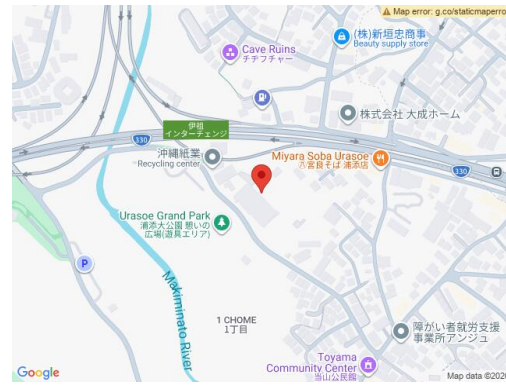 Map error: g.co/staticmaperro
(株)新垣忠商事
Beauty supply store
Cave Ruins
チヂフチャー
株式会社 大成ホーム
伊祖
インターチェンジ
330
沖縄紙業
Recycling center
Miyara Soba Urasoe
八宮良そば 浦添店
330
Urasoe Grand Park
浦添大公園 憩いの
広場(遊具エリア)
P
Makiminato River
1 CHOME
1丁目
障がい者就労支援
事業所アンジュ
Toyama
Community Center
当山公民館
Google
Map data ©2026